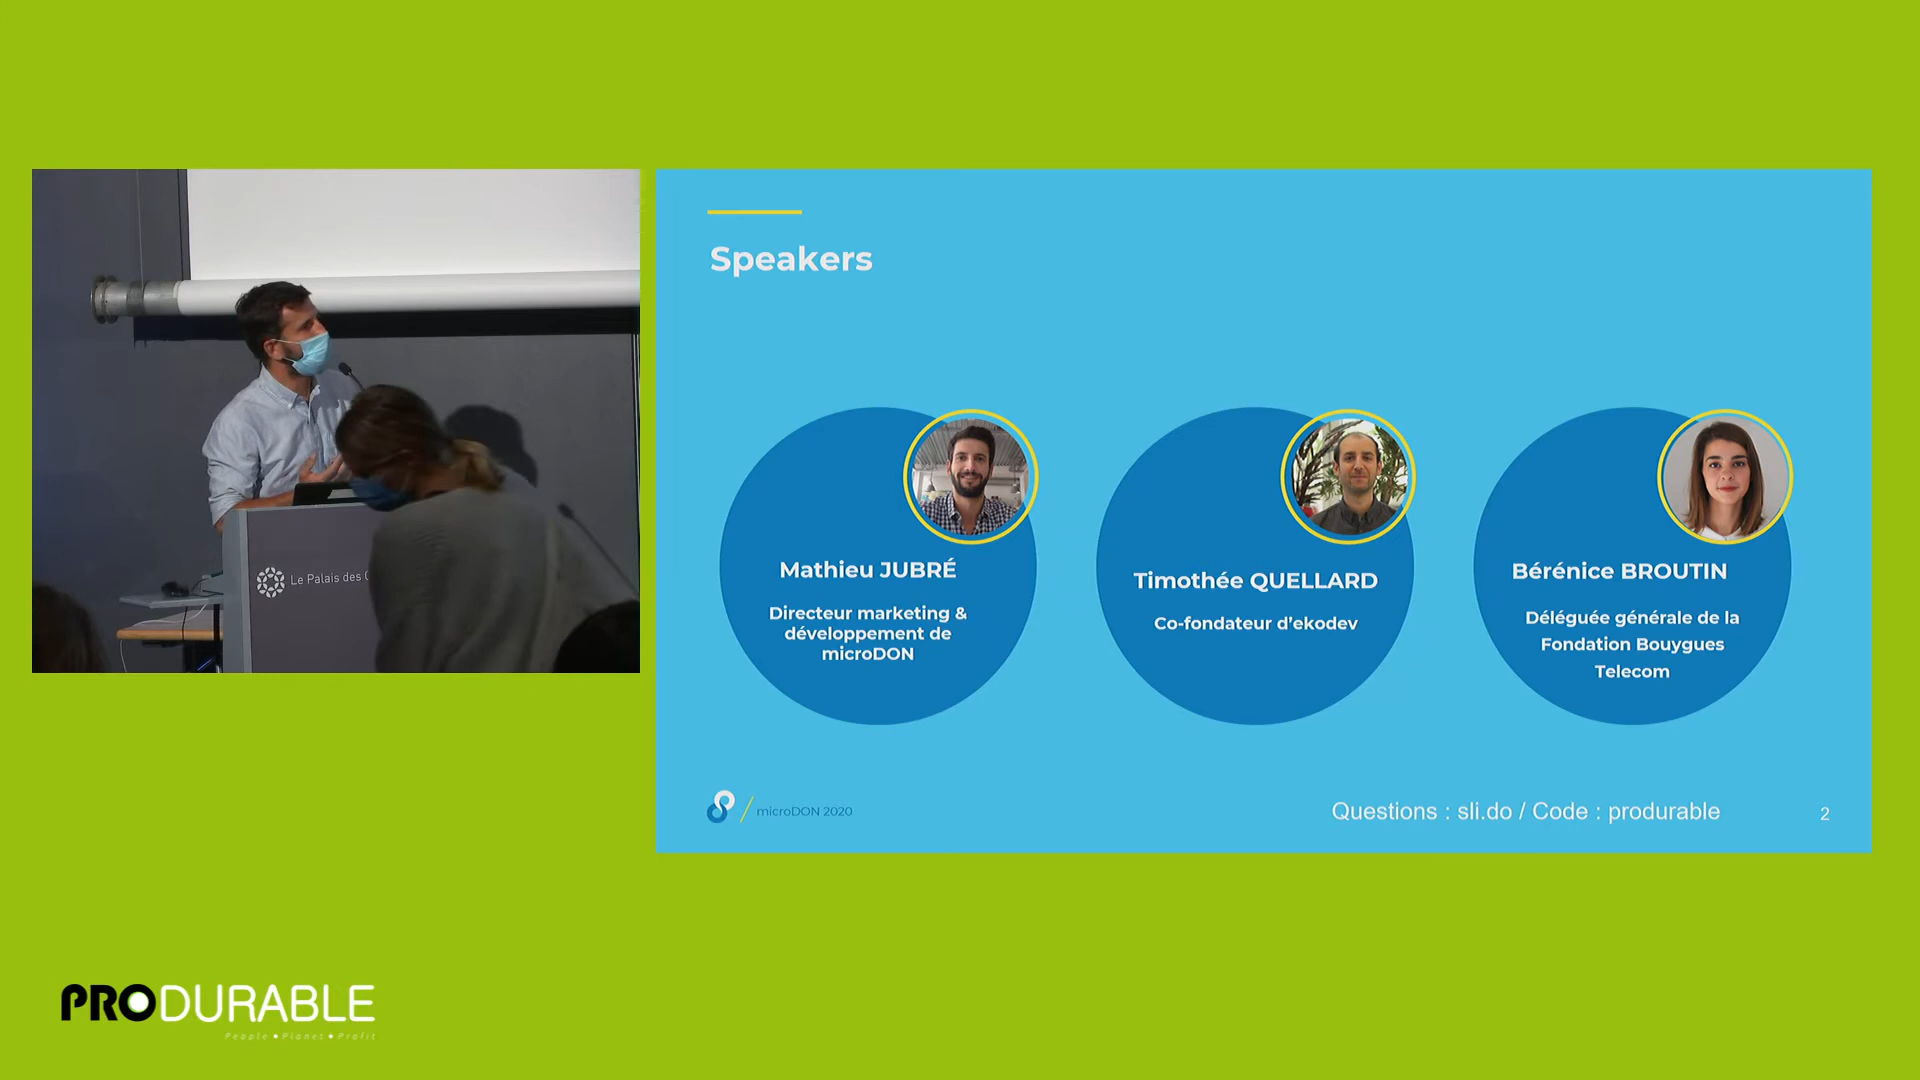 Speakers
Mathieu JUBRÉ
Directeur marketing &
développement de
microDON
Timothée QUELLARD
Co-fondateur d'ekodev
Bérénice BROUTIN
Déléguée générale de la
Fondation Bouygues
Telecom
microDON 2020
Questions : sli.do / Code : produrable
2
Le Palais des C
PRODURABLE
People • Planet • Profit